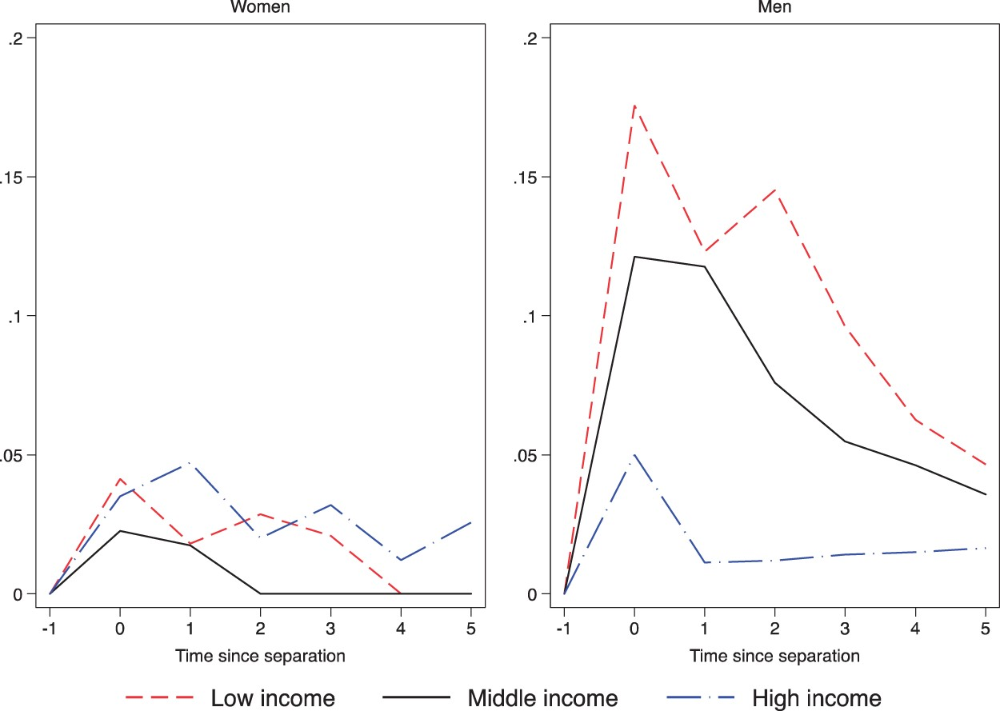 Women Men
.2 .2
.15 .15
.1 .1
.05 .05
0 0
-1 0 1 2 3 4 5 -1 0 1 2 3 4 5
Time since separation Time since separation
Low income Middle income High income